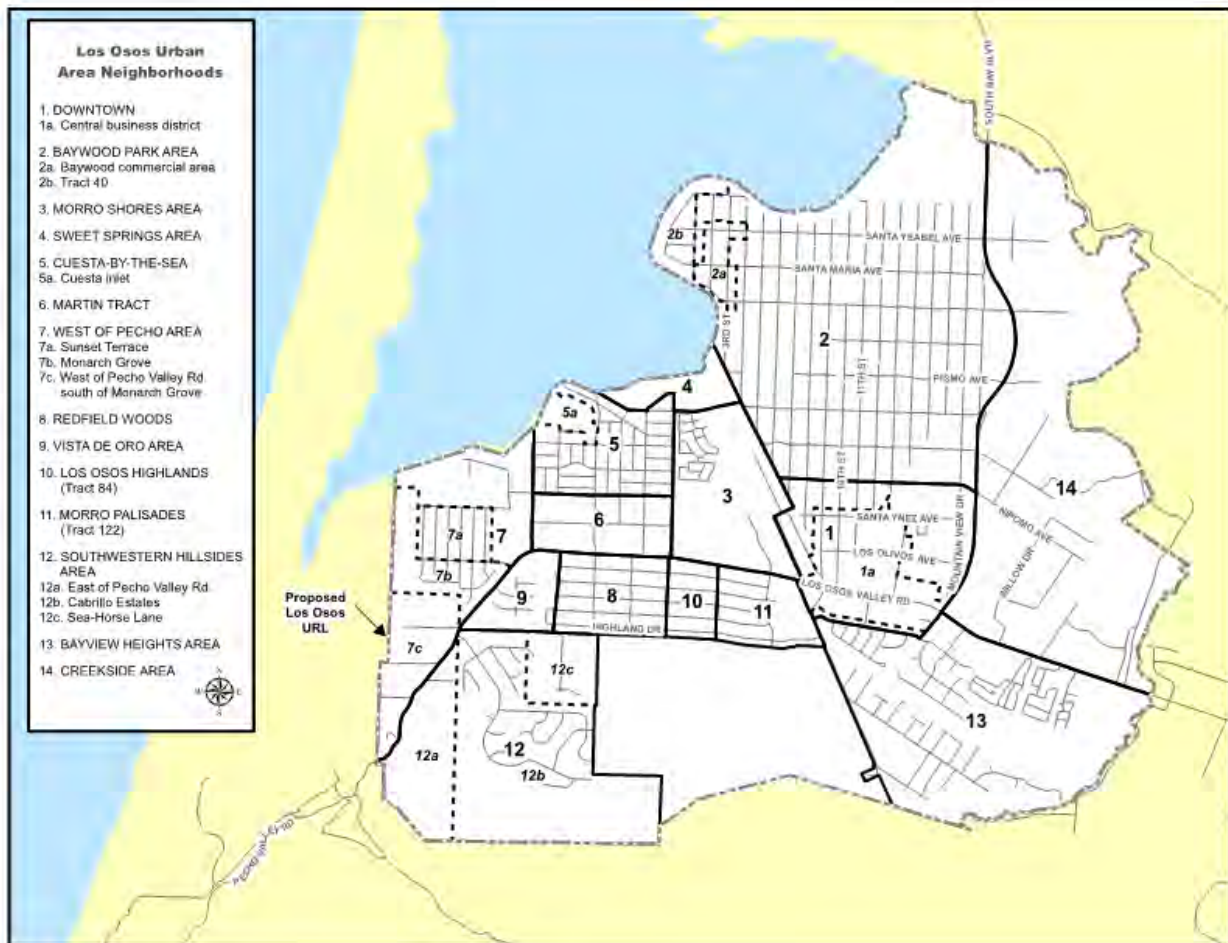 Los Osos Urban
Area Neighborhoods
1. DOWNTOWN
1a. Central business district
2. BAYWOOD PARK AREA
2a. Baywood commercial area
2b. Tract 40
3. MORRO SHORES AREA
4. SWEET SPRINGS AREA
5. CUESTA-BY-THE-SEA
5a. Cuesta inlet
6. MARTIN TRACT
7. WEST OF PECHO AREA
7a. Sunset Terrace
7b. Monarch Grove
7c. West of Pecho Valley Rd.
south of Monarch Grove
8. REDFIELD WOODS
9. VISTA DE ORO AREA
10. LOS OSOS HIGHLANDS
(Tract 84)
11. MORRO PALISADES
(Tract 122)
12. SOUTHWESTERN HILLSIDES
AREA
12a. East of Pecho Valley Rd.
12b. Cabrillo Estates
12c. Sea-Horse Lane
13. BAYVIEW HEIGHTS AREA
14. CREEKSIDE AREA
N
W
E
S
SOUTH BAY BLVD
2b
SANTA YSABEL AVE
2a
SANTA MARIA AVE
3RD ST
2
11TH ST
PISMO AVE
4
5a
5
3
10TH ST
14
SANTA YNEZ AVE
NIPOMO AVE
6
7a
7
1
LOS OLIVOS AVE
MOUNTAIN VIEW DR
7b
1a
WILLOW DR
LOS OSOS VALLEY RD
Proposed
Los Osos
URL
9
8
10
11
HIGHLAND DR
7c
12c
13
12a
12
12b
PECHO VALLEY RD